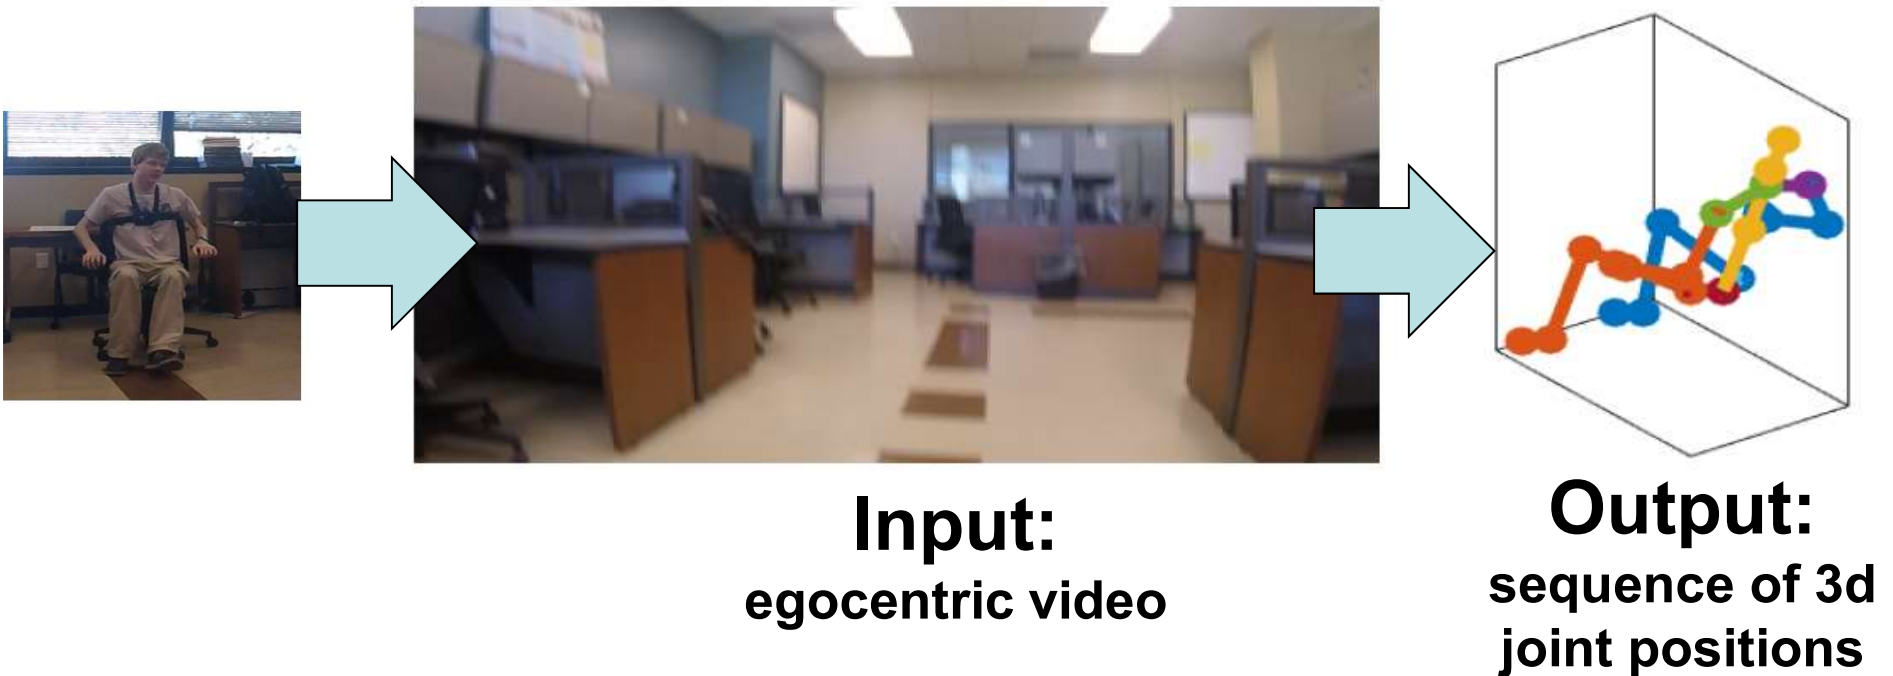 Input:
egocentric video
Output:
sequence of 3d
joint positions